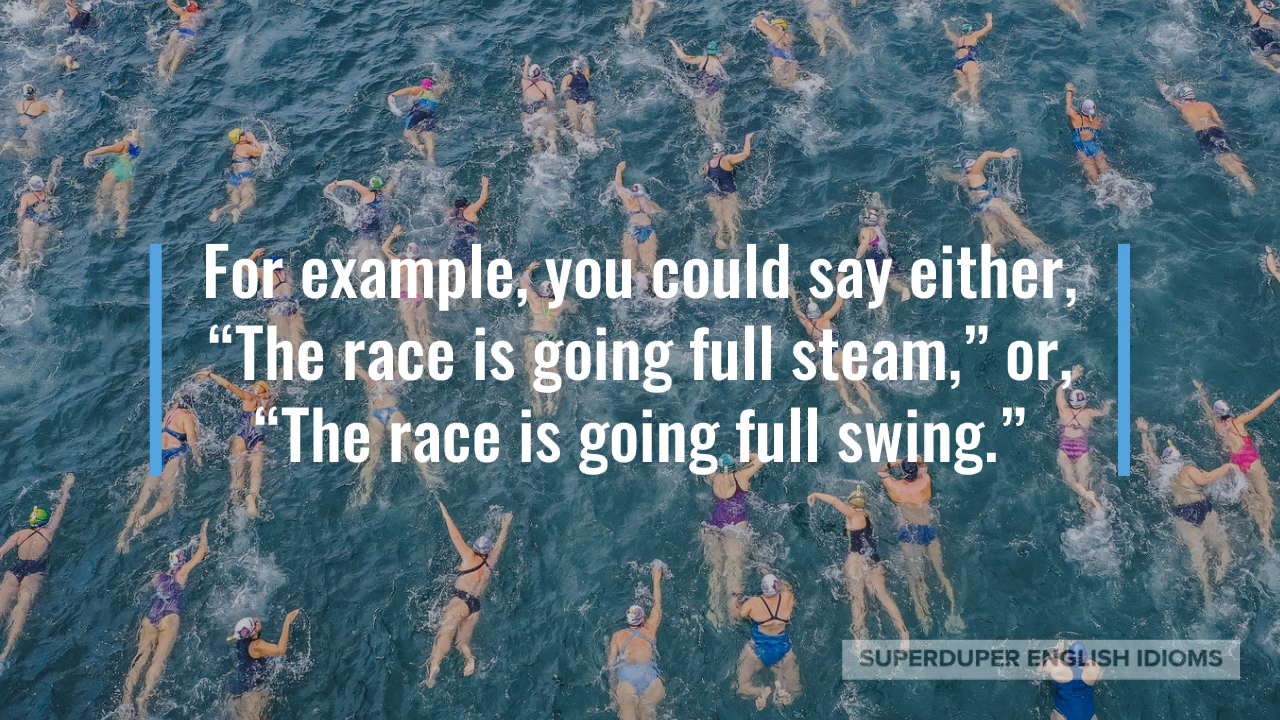 For example, you could say either,
“The race is going full steam,” or,
“The race is going full swing.”
SUPERDUPER ENGLISH IDIOMS